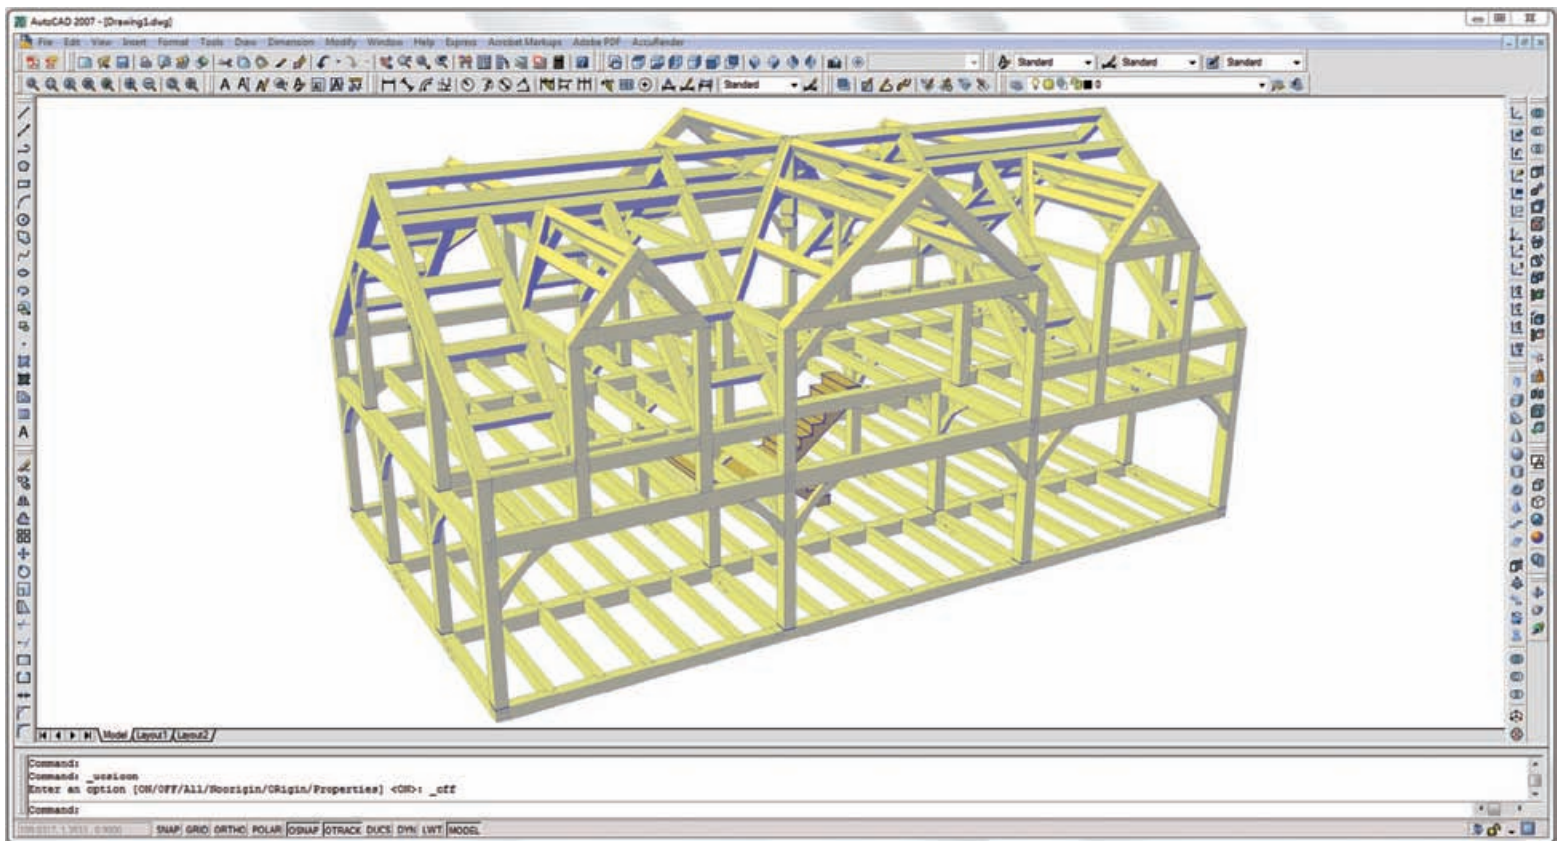 AutoCAD 2007 - [Drawing1.dwg]
File Edit View Insert Format Tools Draw Dimension Modify Window Help Express Acrobat Markups Adobe PDF AccuRender
Standard Standard Standard
Standard 0
Model Layout1 Layout2
Command:
Command: _ucsicon
Enter an option [ON/OFF/All/Noorigin/ORigin/Properties] <ON>: _off
Command:
SNAP GRID ORTHO POLAR OSNAP OTRACK DUCS DYN LWT MODEL